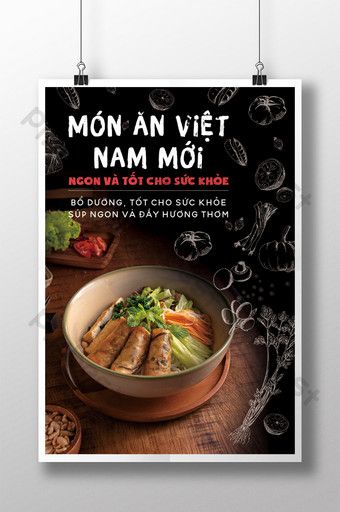 MÓN ĂN VIỆT
NAM MỚI
NGON VÀ TỐT CHO SỨC KHỎE
BỔ DƯỠNG, TỐT CHO SỨC KHỎE
SÚP NGON VÀ ĐẦY HƯƠNG THƠM